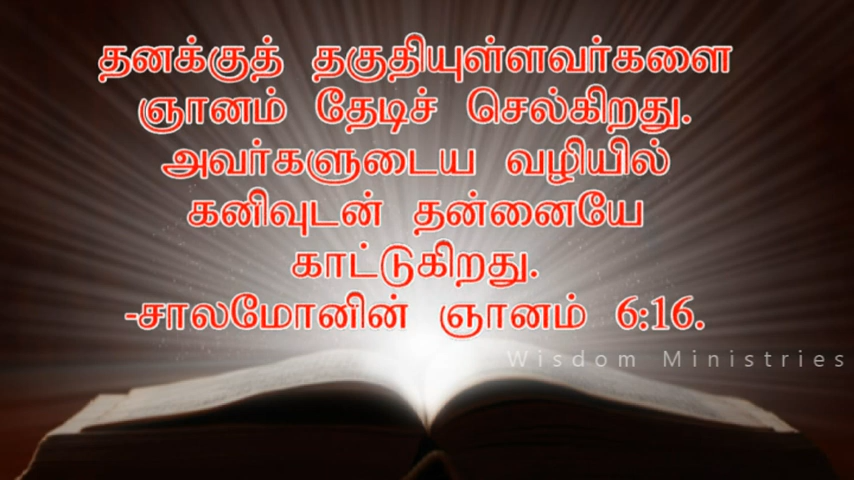 தனக்குத் தகுதியுள்ளவர்களை
ஞானம் தேடிச் செல்கிறது.
அவர்களுடைய வழியில்
கனிவுடன் தன்னையே
காட்டுகிறது.
-சாலமோனின் ஞானம் 6:16.
Wisdom Ministries